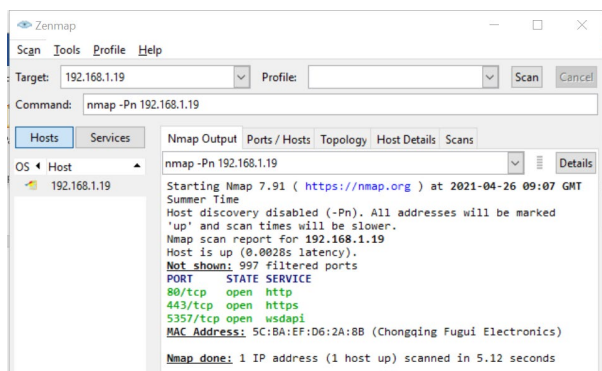 Zenmap
Scan Tools Profile Help
Target: 192.168.1.19 Profile: Scan Cancel
Command: nmap -Pn 192.168.1.19
Hosts Services Nmap Output Ports / Hosts Topology Host Details Scans
OS Host nmap -Pn 192.168.1.19 Details
192.168.1.19
Starting Nmap 7.91 ( https://nmap.org ) at 2021-04-26 09:07 GMT
Summer Time
Host discovery disabled (-Pn). All addresses will be marked
'up' and scan times will be slower.
Nmap scan report for 192.168.1.19
Host is up (0.0028s latency).
Not shown: 997 filtered ports
PORT STATE SERVICE
80/tcp open http
443/tcp open https
5357/tcp open wsdapi
MAC Address: 5C:BA:EF:D6:2A:8B (Chongqing Fugui Electronics)
Nmap done: 1 IP address (1 host up) scanned in 5.12 seconds